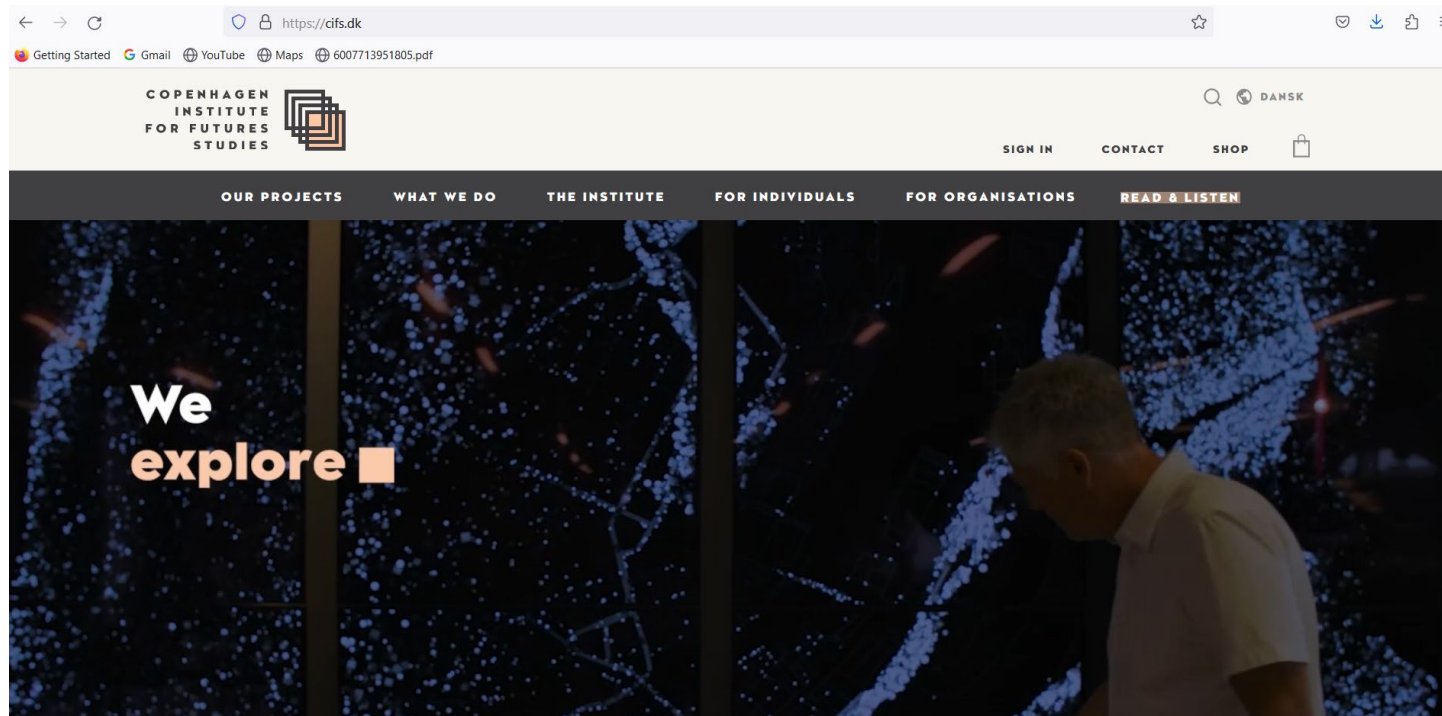 https://cifs.dk
Getting Started Gmail YouTube Maps 6007713951805.pdf
COPENHAGEN
INSTITUTE
FOR FUTURES
STUDIES
DANSK
SIGN IN CONTACT SHOP
OUR PROJECTS WHAT WE DO THE INSTITUTE FOR INDIVIDUALS FOR ORGANISATIONS READ & LISTEN
We
explore